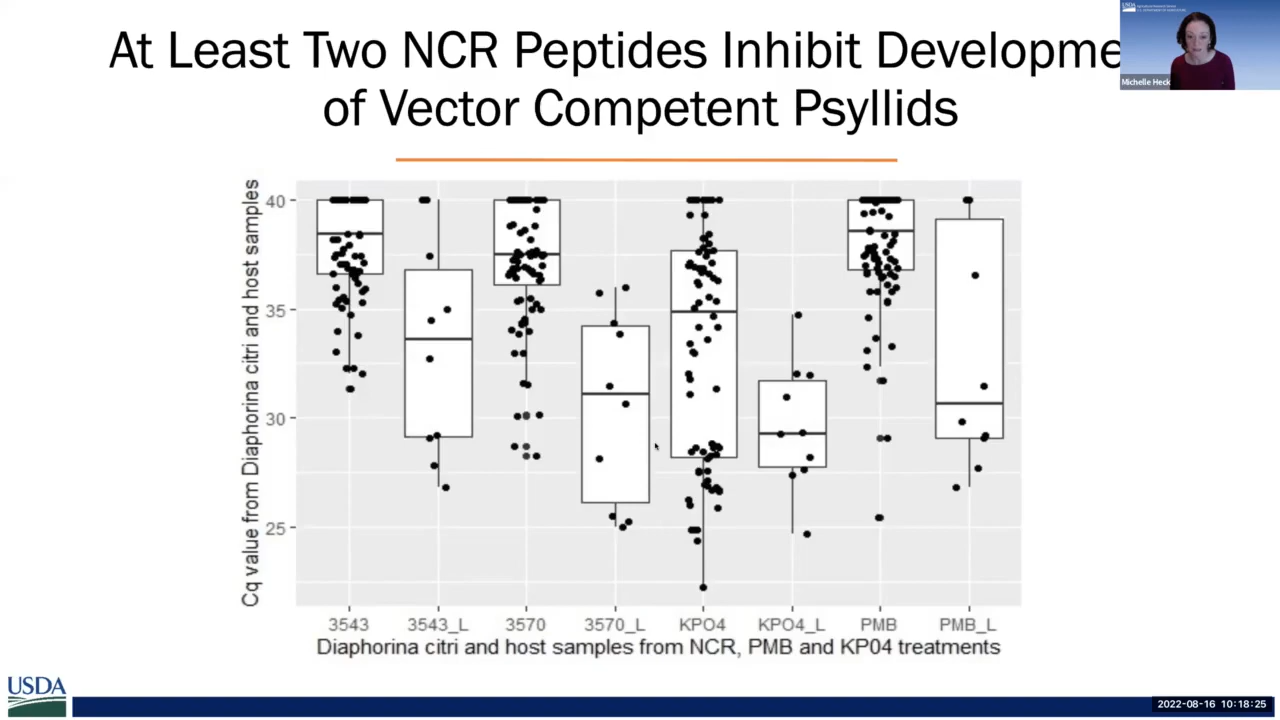 At Least Two NCR Peptides Inhibit Developme
of Vector Competent Psyllids
USDA
Michelle Heck
Cq value from Diaphorina citri and host samples
40
35
30
25
3543
3543_L
3570
3570_L
KPO4
KPO4_L
PMB
PMB_L
Diaphorina citri and host samples from NCR, PMB and KP04 treatments
USDA
2022-08-16 10:18:25